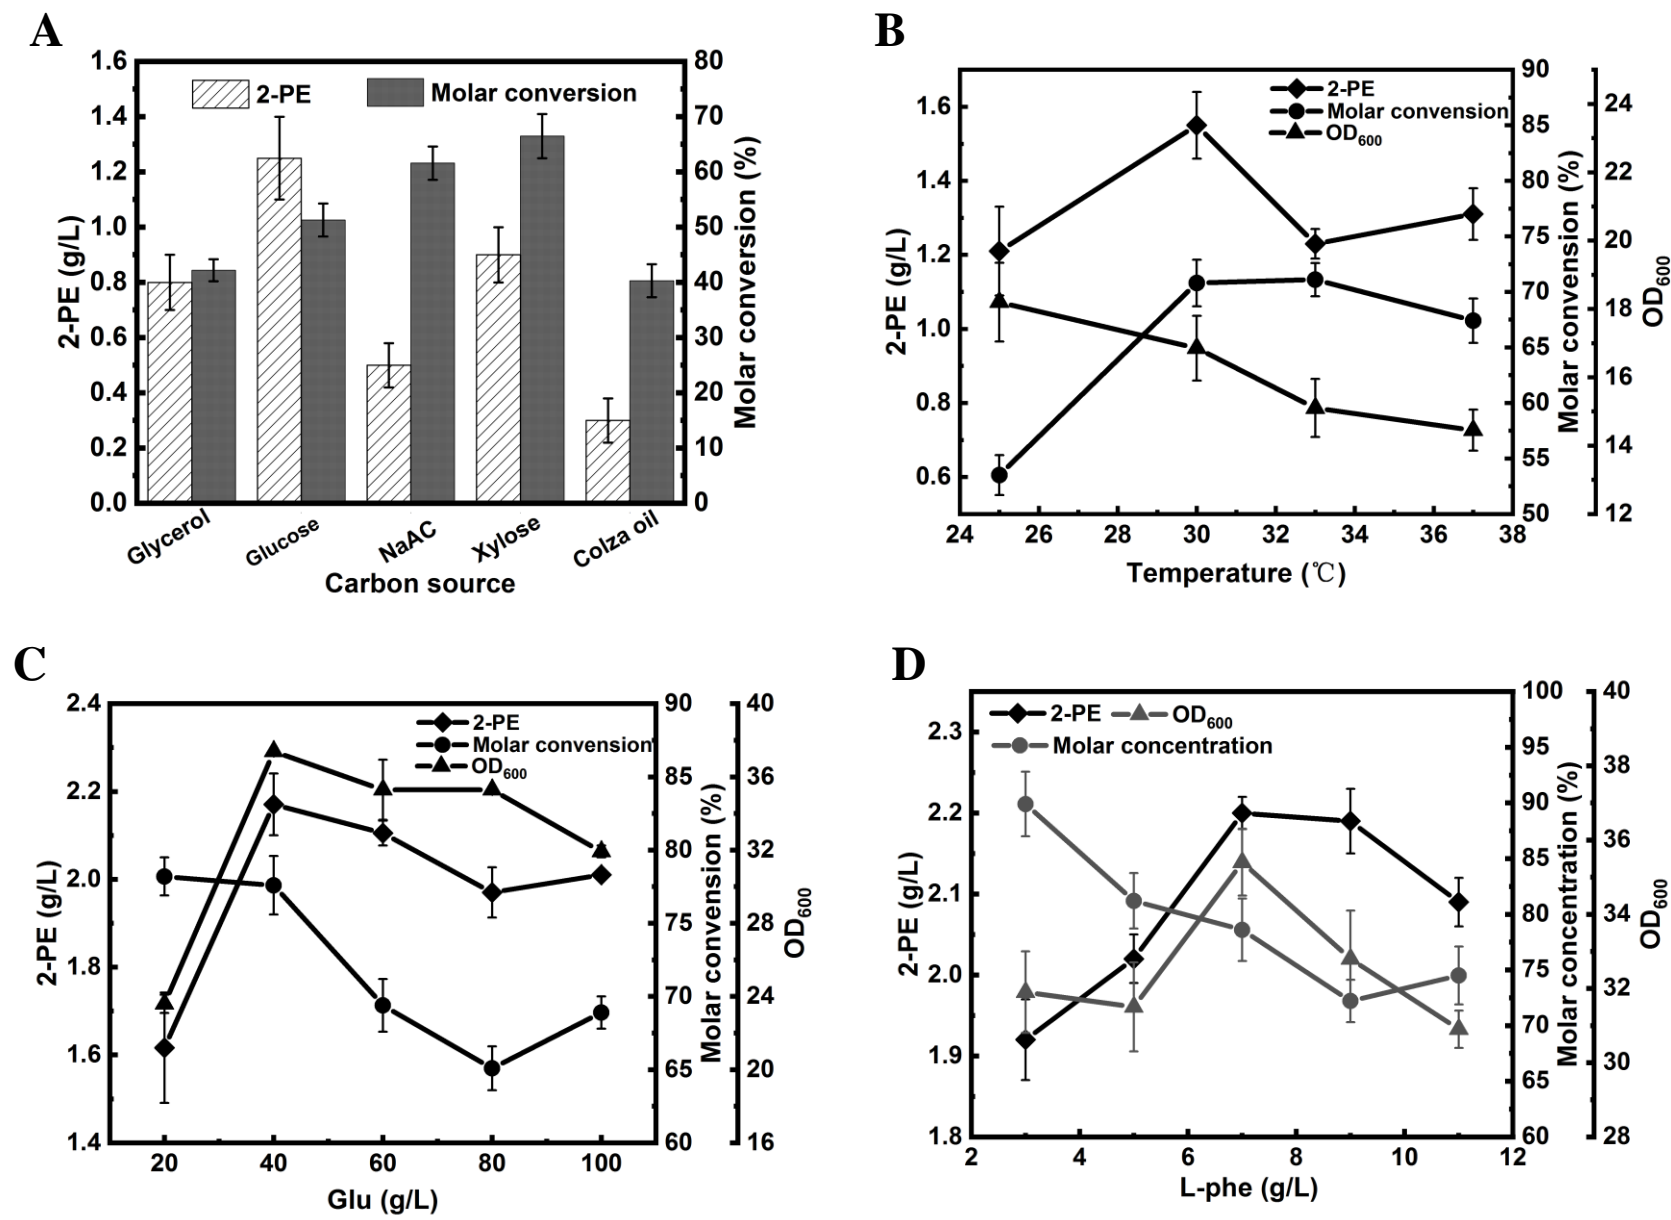 A
1.6
1.4
1.2
1.0
0.8
0.6
0.4
0.2
0.0
2-PE (g/L)
2-PE
Molar conversion
80
70
60
50
40
30
20
10
0
Molar conversion (%)
Glycerol
Glucose
NaAC
Xylose
Colza oil
Carbon source
B
1.6
1.4
1.2
1.0
0.8
0.6
2-PE (g/L)
2-PE
Molar convension
OD600
90
85
80
75
70
65
60
55
50
Molar convension (%)
24
22
20
18
16
14
12
OD600
24
26
28
30
32
34
36
38
Temperature (℃)
C
2.4
2.2
2.0
1.8
1.6
1.4
2-PE (g/L)
2-PE
Molar convension
OD600
90
85
80
75
70
65
60
Molar convension (%)
40
36
32
28
24
20
16
OD600
20
40
60
80
100
Glu (g/L)
D
2.3
2.2
2.1
2.0
1.9
1.8
2-PE (g/L)
2-PE
OD600
Molar concentration
100
95
90
85
80
75
70
65
60
Molar concentration (%)
40
38
36
34
32
30
28
OD600
2
4
6
8
10
12
L-phe (g/L)